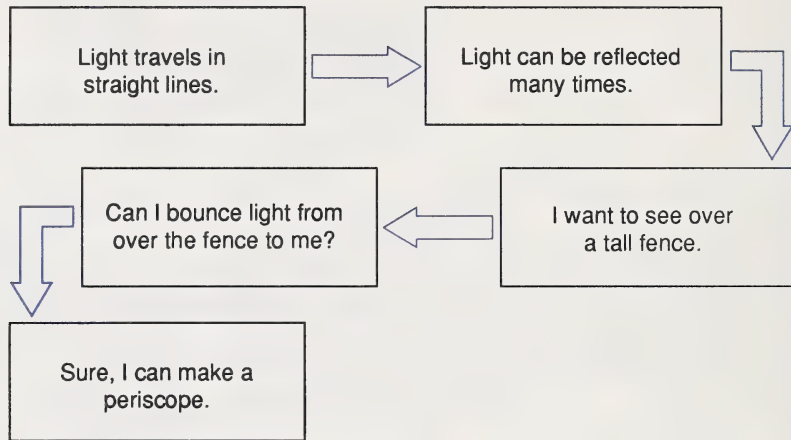 Light travels in
straight lines.
Light can be reflected
many times.
I want to see over
a tall fence.
Can I bounce light from
over the fence to me?
Sure, I can make a
periscope.